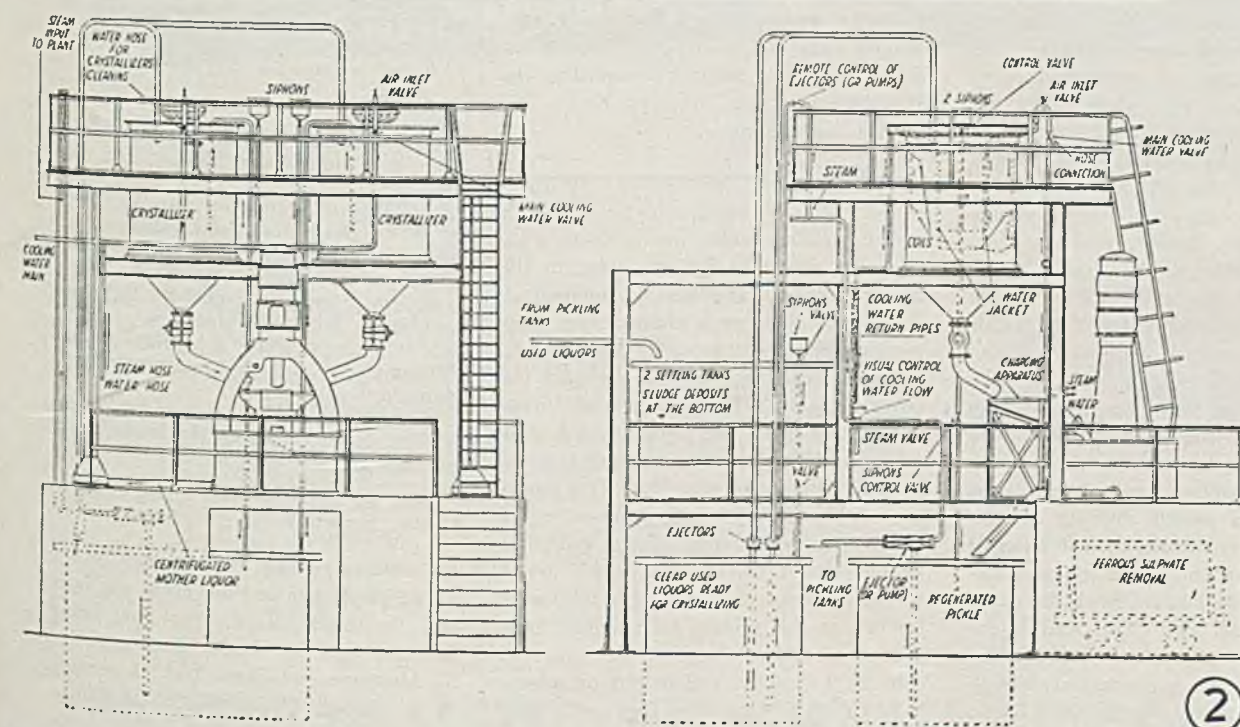 STEAM
INPUT
TO PLANT
WATER HOSE
FOR
CRYSTALLIZERS
CLEANING
SIPHONS
AIR INLET
VALVE
CRYSTALLIZER
CRYSTALLIZER
MAIN COOLING
WATER VALVE
COOLING
WATER
MAIN
STEAM HOSE
WATER HOSE
CENTRIFUGATED
MOTHER LIQUOR
REMOTE CONTROL OF
EJECTORS (OR PUMPS)
CONTROL VALVE
2 SIPHONS
AIR INLET
VALVE
MAIN COOLING
WATER VALVE
HOSE
CONNECTION
STEAM
COILS
WATER
JACKET
FROM PICKLING
TANKS
USED LIQUORS
SIPHONS
VALVE
COOLING
WATER
RETURN PIPES
2 SETTLING TANKS
SLUDGE DEPOSITS
AT THE BOTTOM
VISUAL CONTROL
OF COOLING
WATER FLOW
CHARGING
APPARATUS
STEAM
WATER
STEAM VALVE
VALVE
SIPHONS
CONTROL VALVE
EJECTORS
CLEAR USED
LIQUORS READY
FOR CRYSTALLIZING
TO
PICKLING
TANKS
EJECTOR
(OR PUMP)
REGENERATED
PICKLE
FERROUS SULPHATE
REMOVAL
2